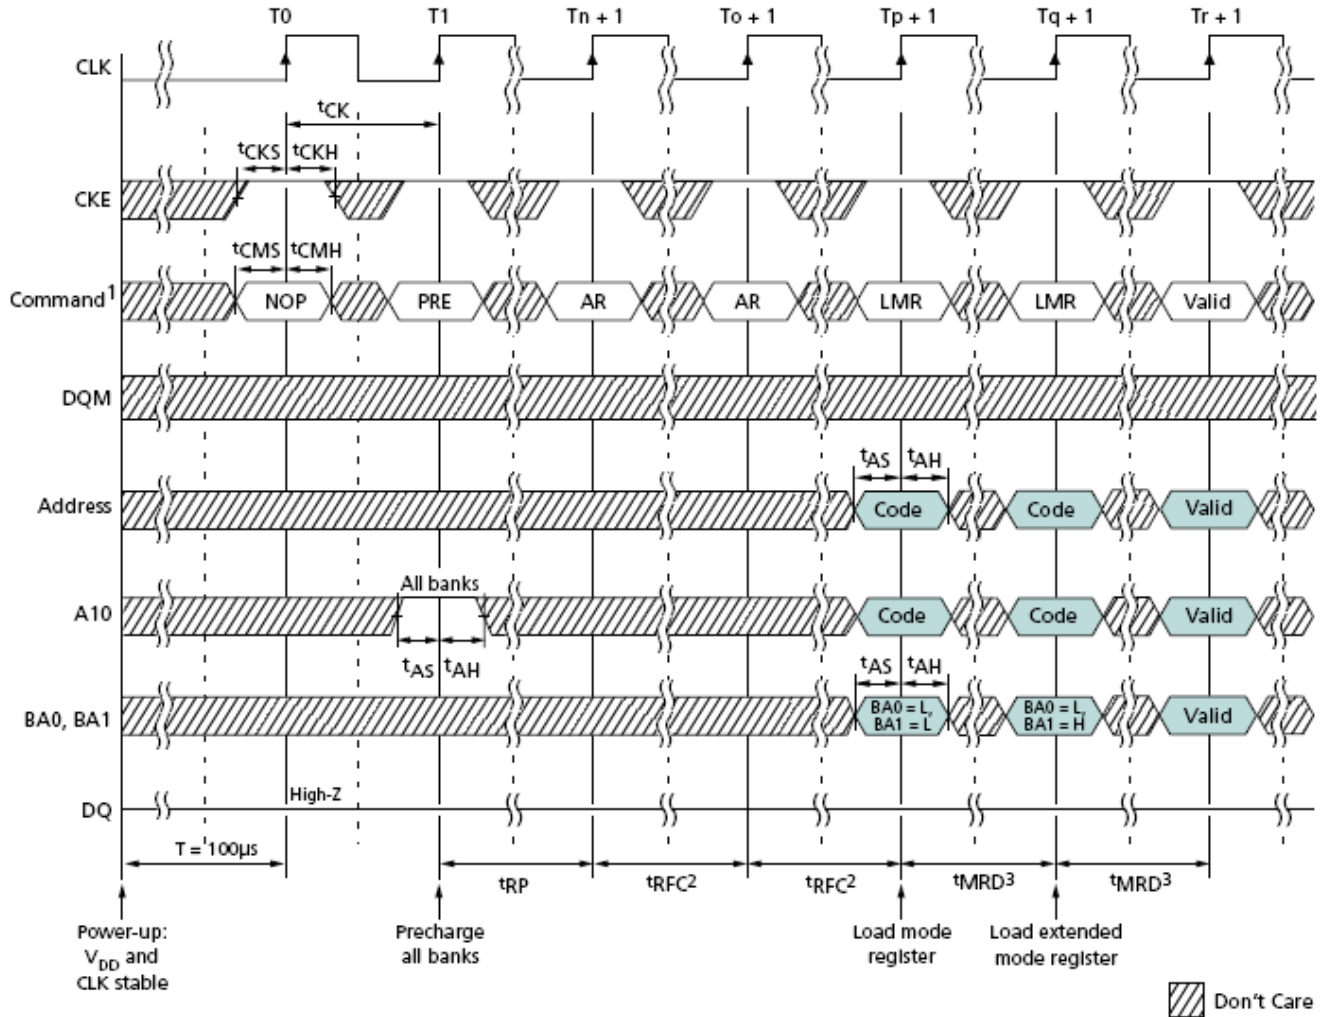 T0 T1 Tn + 1 To + 1 Tp + 1 Tq + 1 Tr + 1
CLK
tCK
tCKS tCKH
CKE
tCMS tCMH
Command1 NOP PRE AR AR LMR LMR Valid
DQM
tAS tAH
Address Code Code Valid
All banks
A10 Code Code Valid
tAS tAH
tAS tAH
BA0, BA1 BA0 = L, BA1 = L BA0 = L, BA1 = H Valid
High-Z
DQ
T = 100µs
tRP tRFC2 tRFC2 tMRD3 tMRD3
Power-up:
VDD and
CLK stable
Precharge
all banks
Load mode
register
Load extended
mode register
Don't Care